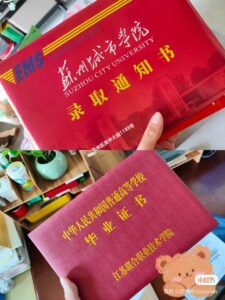 EMS
蘇州城市学院
SUZHOU CITY UNIVERSITY
录取通知书
中华人民共和国普通高等学校
毕业证书
江苏联合职业技术学院
小红书